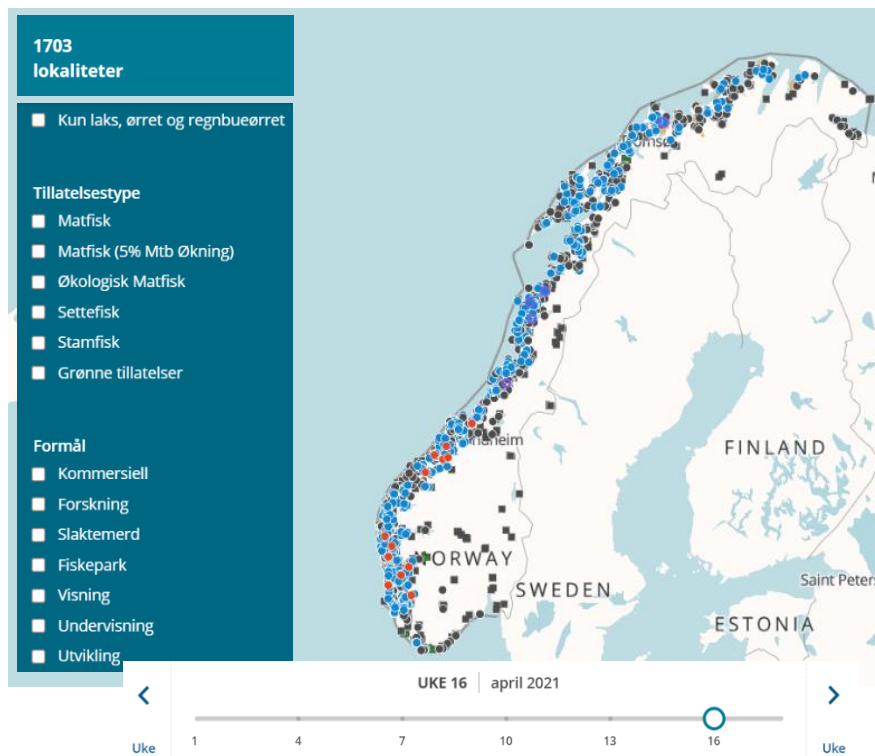 1703
lokaliteter
Kun laks, ørret og regnbueørret
Tillatelsestype
Matfisk
Matfisk (5% Mtb Økning)
Økologisk Matfisk
Settefisk
Stamfisk
Grønne tillatelser
Formål
Kommersiell
Forskning
Slaktemerd
Fiskepark
Visning
Undervisning
Utvikling
FINLAND
NORWAY
SWEDEN
Saint Peters
ESTONIA
UKE 16 april 2021
1 4 7 10 13 16
Uke Uke